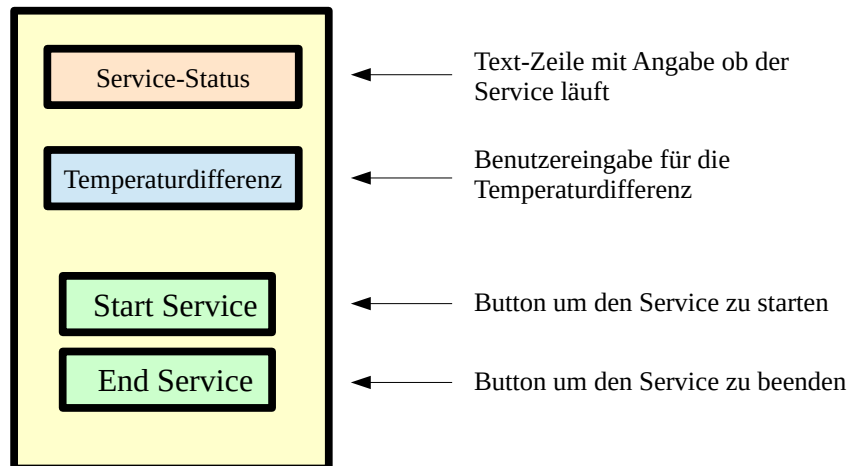 Service-Status
Text-Zeile mit Angabe ob der
Service läuft
Temperaturdifferenz
Benutzereingabe für die
Temperaturdifferenz
Start Service
Button um den Service zu starten
End Service
Button um den Service zu beenden